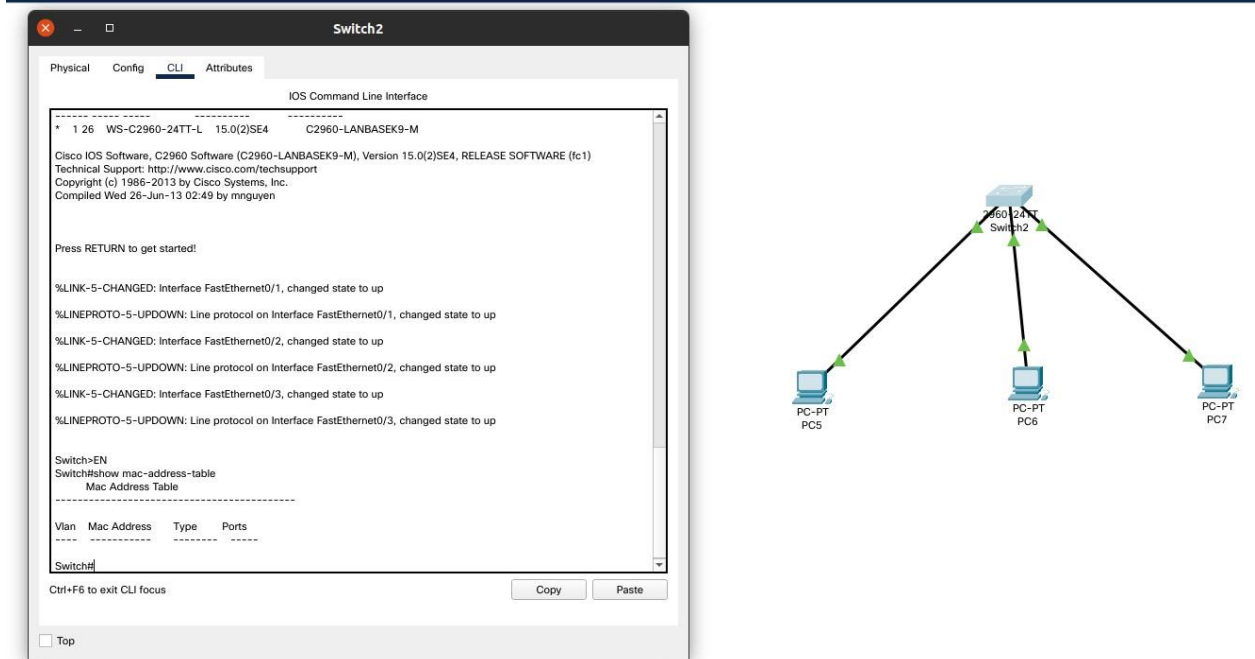 Switch2
Physical Config CLI Attributes
IOS Command Line Interface
------ ----- ----- ---------- ----------
* 1 26 WS-C2960-24TT-L 15.0(2)SE4 C2960-LANBASEK9-M
Cisco IOS Software, C2960 Software (C2960-LANBASEK9-M), Version 15.0(2)SE4, RELEASE SOFTWARE (fc1)
Technical Support: http://www.cisco.com/techsupport
Copyright (c) 1986-2013 by Cisco Systems, Inc.
Compiled Wed 26-Jun-13 02:49 by mnguyen
Press RETURN to get started!
%LINK-5-CHANGED: Interface FastEthernet0/1, changed state to up
%LINEPROTO-5-UPDOWN: Line protocol on Interface FastEthernet0/1, changed state to up
%LINK-5-CHANGED: Interface FastEthernet0/2, changed state to up
%LINEPROTO-5-UPDOWN: Line protocol on Interface FastEthernet0/2, changed state to up
%LINK-5-CHANGED: Interface FastEthernet0/3, changed state to up
%LINEPROTO-5-UPDOWN: Line protocol on Interface FastEthernet0/3, changed state to up
Switch>EN
Switch#show mac-address-table
Mac Address Table
-------------------------------------------
Vlan Mac Address Type Ports
---- ----------- -------- -----
Switch#
Ctrl+F6 to exit CLI focus
Copy Paste
Top
2960-24TT
Switch2
PC-PT
PC5
PC-PT
PC6
PC-PT
PC7